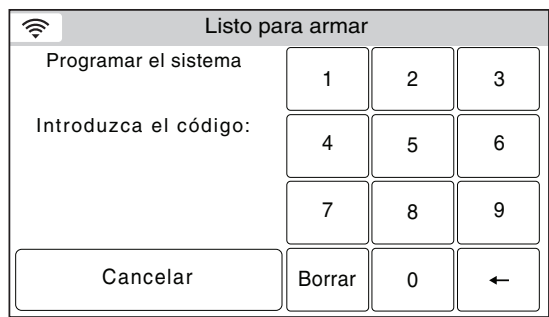 Listo para armar
Programar el sistema
Introduzca el código:
1 2 3
4 5 6
7 8 9
Cancelar Borrar 0 ←